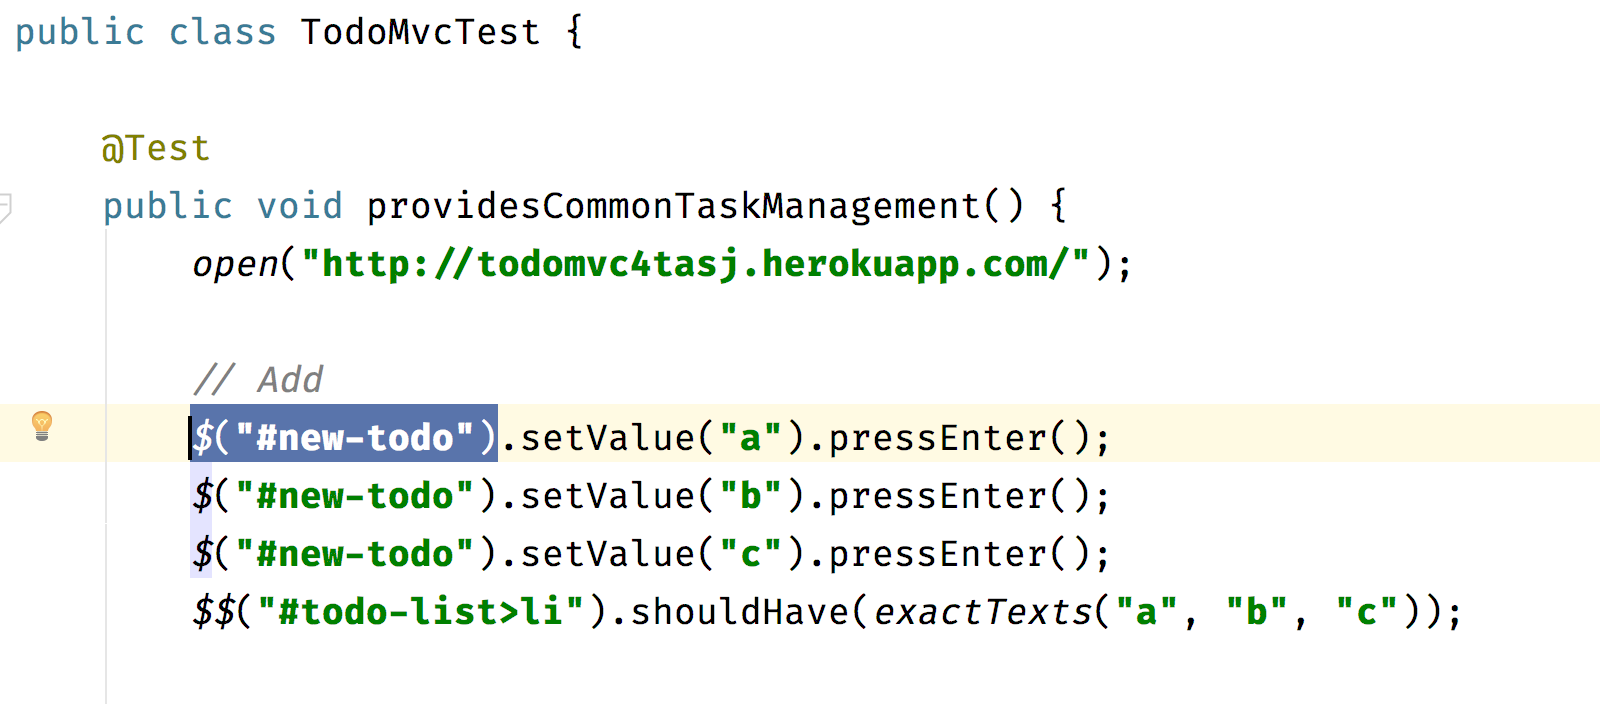 public class TodoMvcTest {
@Test
public void providesCommonTaskManagement() {
open("http://todomvc4tasj.herokuapp.com/");
// Add
$("#new-todo").setValue("a").pressEnter();
$("#new-todo").setValue("b").pressEnter();
$("#new-todo").setValue("c").pressEnter();
$$("#todo-list>li").shouldHave(exactTexts("a", "b", "c"));